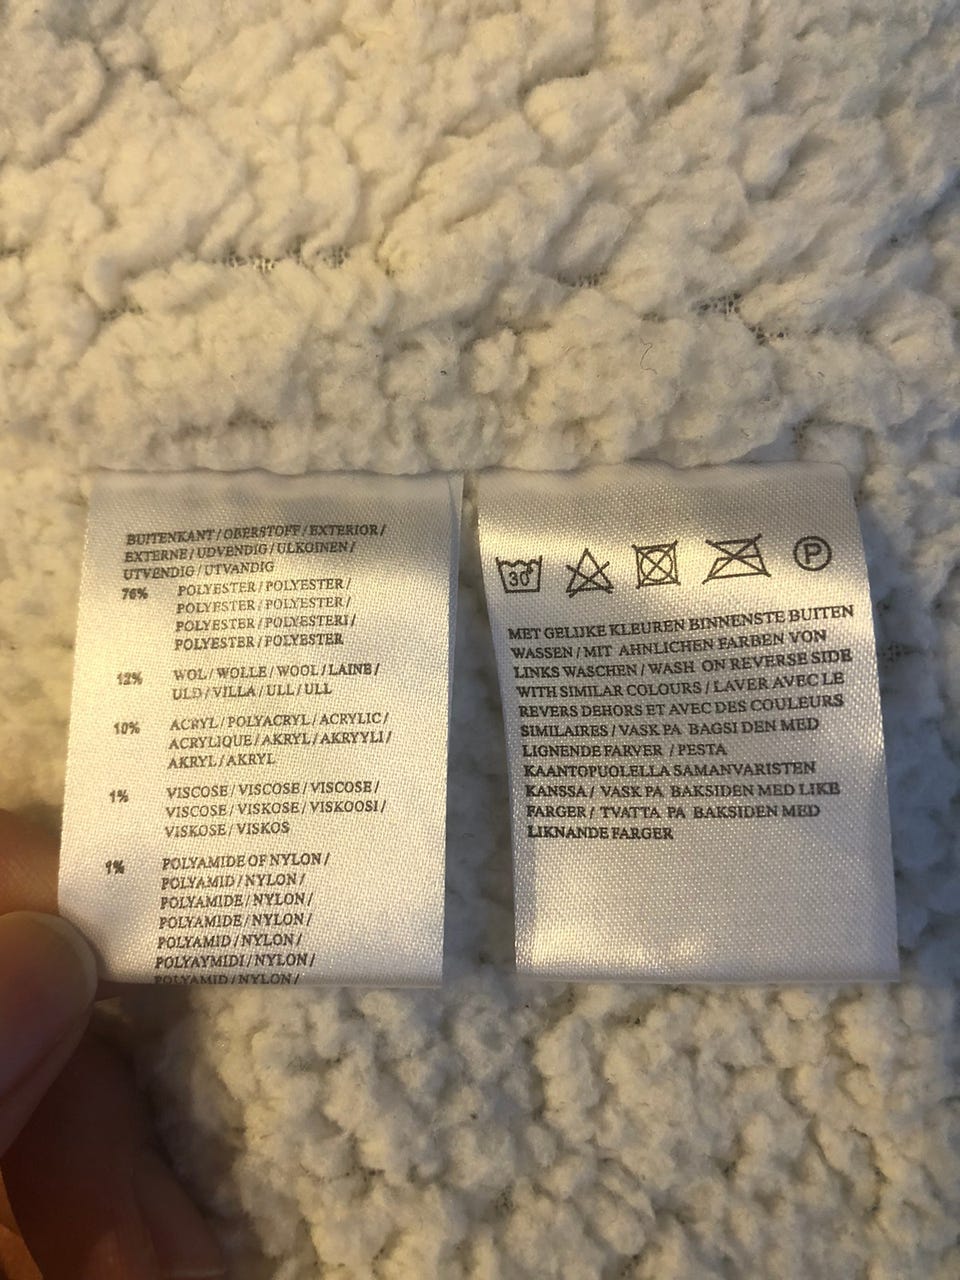 BUITENKANT / OBERSTOFF / EXTERIOR /
EXTERNE / UDVENDIG / ULKOINEN /
UTVENDIG / UTVANDIG
76% POLYESTER / POLYESTER /
POLYESTER / POLYESTER /
POLYESTER / POLYESTERI /
POLYESTER / POLYESTER
12% WOL / WOLLE / WOOL / LAINE /
ULD / VILLA / ULL / ULL
10% ACRYL / POLYACRYL / ACRYLIC /
ACRYLIQUE / AKRYL / AKRYYLI /
AKRYL / AKRYL
1% VISCOSE / VISCOSE / VISCOSE /
VISCOSE / VISKOSE / VISKOOSI /
VISKOSE / VISKOS
1% POLYAMIDE OF NYLON /
POLYAMID / NYLON /
POLYAMIDE / NYLON /
POLYAMIDE / NYLON /
POLYAMID / NYLON /
POLYAYMIDI / NYLON /
POLYAMID / NYLON /
30° P
MET GELIJKE KLEUREN BINNENSTE BUITEN
WASSEN / MIT AHNLICHEN FARBEN VON
LINKS WASCHEN / WASH ON REVERSE SIDE
WITH SIMILAR COLOURS / LAVER AVEC LE
REVERS DEHORS ET AVEC DES COULEURS
SIMILAIRES / VASK PA BAGSI DEN MED
LIGNENDE FARVER / PESTA
KAANTOPUOLELLA SAMANVARISTEN
KANSSA / VASK PA BAKSIDEN MED LIKE
FARGER / TVATTA PA BAKSIDEN MED
LIKNANDE FARGER